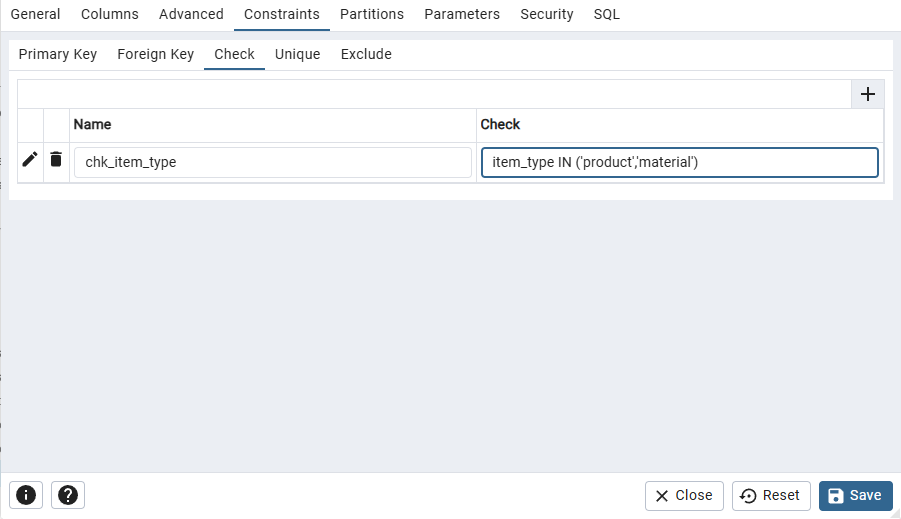 General Columns Advanced Constraints Partitions Parameters Security SQL
Primary Key Foreign Key Check Unique Exclude
Name Check
chk_item_type item_type IN ('product','material')
Close Reset Save